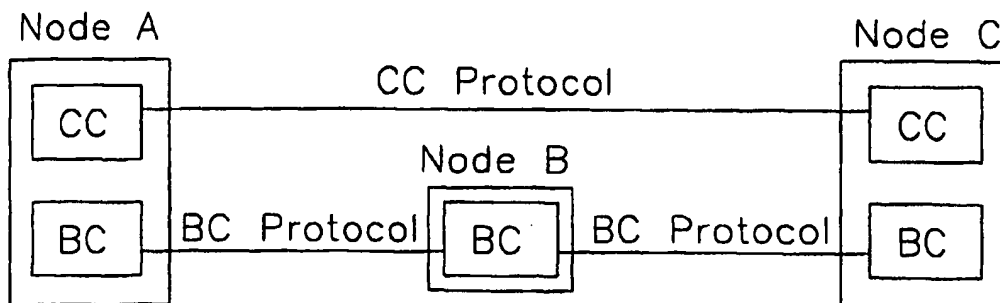 Node A
Node C
CC Protocol
CC
CC
Node B
BC
BC Protocol
BC
BC Protocol
BC